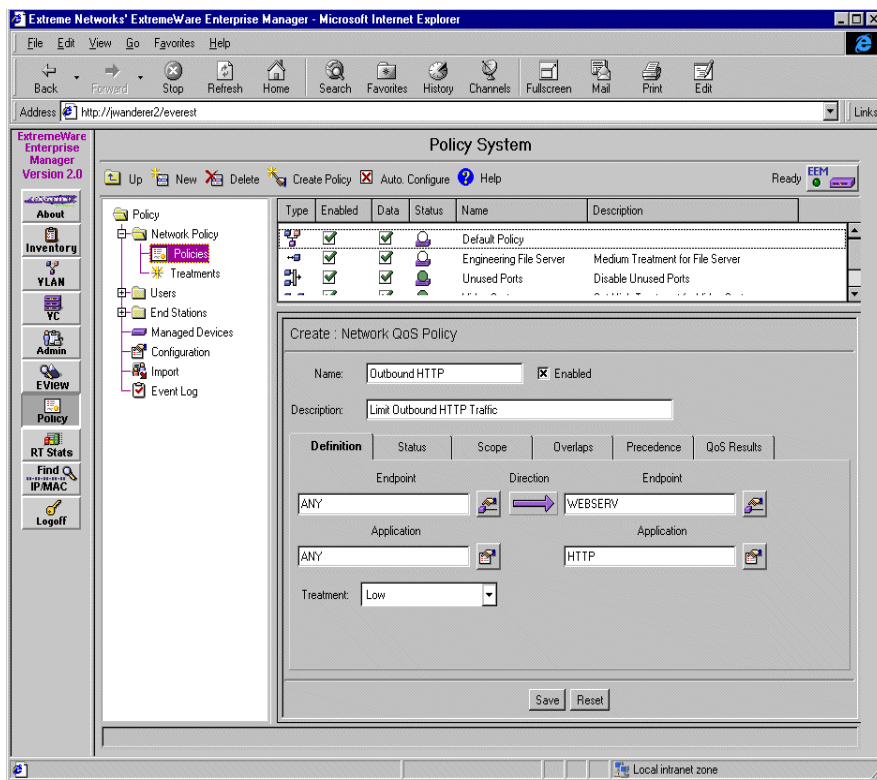 Extreme Networks' ExtremeWare Enterprise Manager - Microsoft Internet Explorer
File Edit View Go Favorites Help
Back Forward Stop Refresh Home Search Favorites History Channels Fullscreen Mail Print Edit
Address http://jwanderer2/everest Links
ExtremeWare
Enterprise
Manager
Version 2.0
About
Inventory
VLAN
VC
Admin
EView
Policy
RT Stats
Find
IP/MAC
Logoff
Policy System
Up New Delete Create Policy Auto. Configure Help Ready EEM
Policy
Network Policy
Policies
Treatments
Users
End Stations
Managed Devices
Configuration
Import
Event Log
Type Enabled Data Status Name Description
Default Policy
Engineering File Server Medium Treatment for File Server
Unused Ports Disable Unused Ports
Create : Network QoS Policy
Name: Outbound HTTP Enabled
Description: Limit Outbound HTTP Traffic
Definition Status Scope Overlaps Precedence QoS Results
Endpoint Direction Endpoint
ANY WEBSERV
Application Application
ANY HTTP
Treatment: Low
Save Reset
Local intranet zone